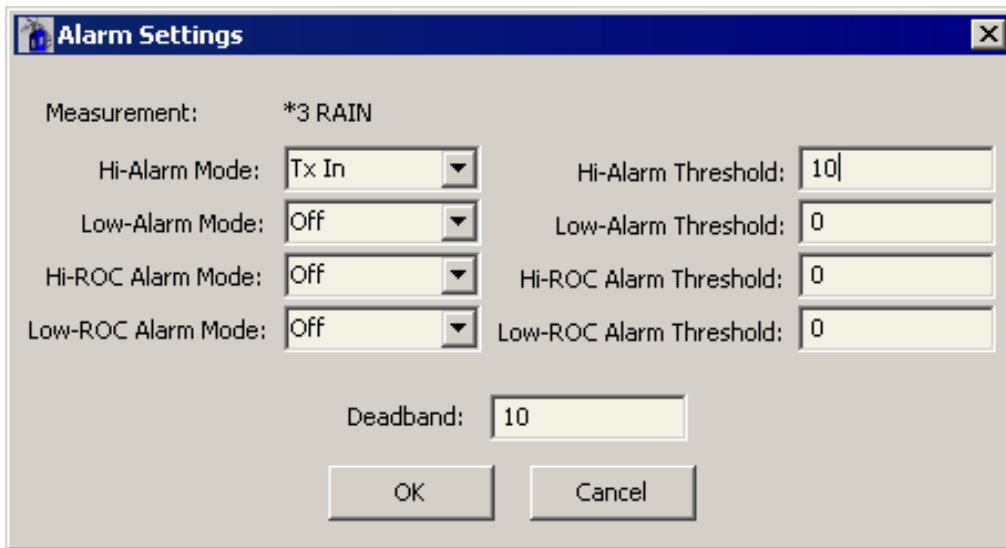 Alarm Settings
Measurement: *3 RAIN
Hi-Alarm Mode: Tx In Hi-Alarm Threshold: 10
Low-Alarm Mode: Off Low-Alarm Threshold: 0
Hi-ROC Alarm Mode: Off Hi-ROC Alarm Threshold: 0
Low-ROC Alarm Mode: Off Low-ROC Alarm Threshold: 0
Deadband: 10
OK Cancel